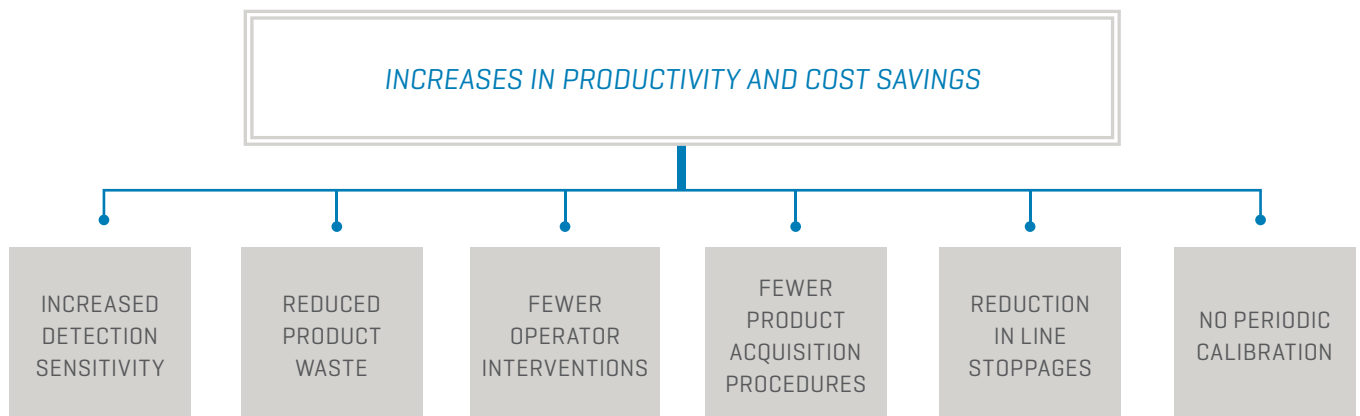 INCREASES IN PRODUCTIVITY AND COST SAVINGS
INCREASED
DETECTION
SENSITIVITY
REDUCED
PRODUCT
WASTE
FEWER
OPERATOR
INTERVENTIONS
FEWER
PRODUCT
ACQUISITION
PROCEDURES
REDUCTION
IN LINE
STOPPAGES
NO PERIODIC
CALIBRATION